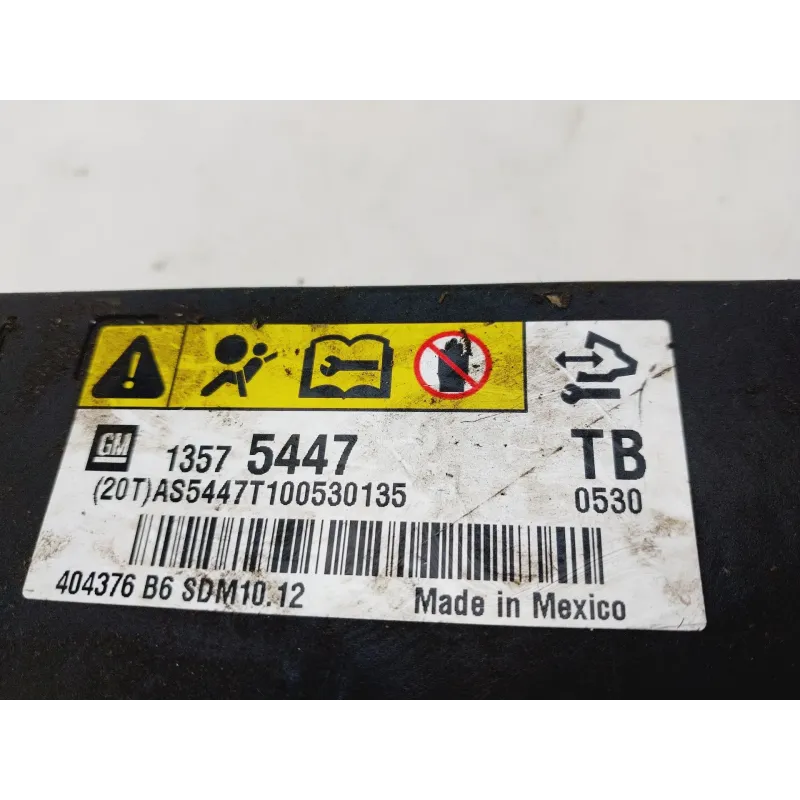 GM 1357 5447 TB
(20T)AS5447T100530135 0530
404376 B6 SDM10.12 Made in Mexico